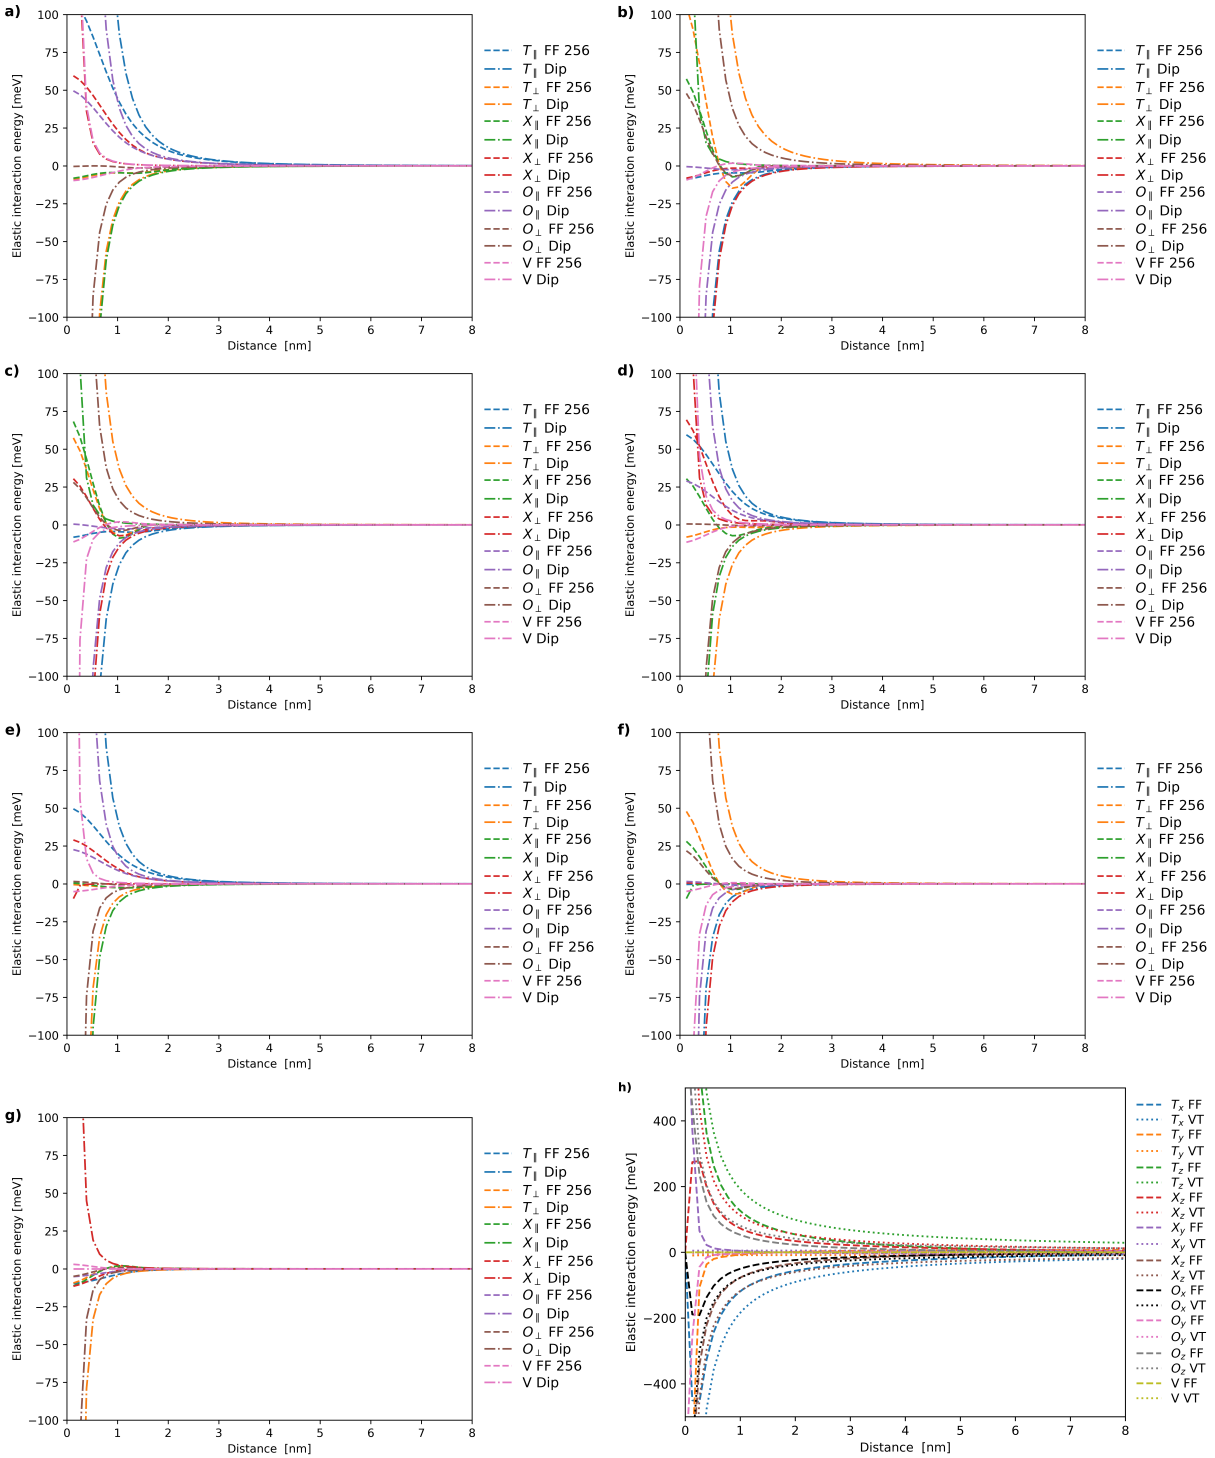 a)
Elastic interaction energy [meV]
100
75
50
25
0
−25
−50
−75
−100
0 1 2 3 4 5 6 7 8
Distance [nm]
T∥ FF 256
T∥ Dip
T⊥ FF 256
T⊥ Dip
X∥ FF 256
X∥ Dip
X⊥ FF 256
X⊥ Dip
O∥ FF 256
O∥ Dip
O⊥ FF 256
O⊥ Dip
V FF 256
V Dip
b)
Elastic interaction energy [meV]
100
75
50
25
0
−25
−50
−75
−100
0 1 2 3 4 5 6 7 8
Distance [nm]
T∥ FF 256
T∥ Dip
T⊥ FF 256
T⊥ Dip
X∥ FF 256
X∥ Dip
X⊥ FF 256
X⊥ Dip
O∥ FF 256
O∥ Dip
O⊥ FF 256
O⊥ Dip
V FF 256
V Dip
c)
Elastic interaction energy [meV]
100
75
50
25
0
−25
−50
−75
−100
0 1 2 3 4 5 6 7 8
Distance [nm]
T∥ FF 256
T∥ Dip
T⊥ FF 256
T⊥ Dip
X∥ FF 256
X∥ Dip
X⊥ FF 256
X⊥ Dip
O∥ FF 256
O∥ Dip
O⊥ FF 256
O⊥ Dip
V FF 256
V Dip
d)
Elastic interaction energy [meV]
100
75
50
25
0
−25
−50
−75
−100
0 1 2 3 4 5 6 7 8
Distance [nm]
T∥ FF 256
T∥ Dip
T⊥ FF 256
T⊥ Dip
X∥ FF 256
X∥ Dip
X⊥ FF 256
X⊥ Dip
O∥ FF 256
O∥ Dip
O⊥ FF 256
O⊥ Dip
V FF 256
V Dip
e)
Elastic interaction energy [meV]
100
75
50
25
0
−25
−50
−75
−100
0 1 2 3 4 5 6 7 8
Distance [nm]
T∥ FF 256
T∥ Dip
T⊥ FF 256
T⊥ Dip
X∥ FF 256
X∥ Dip
X⊥ FF 256
X⊥ Dip
O∥ FF 256
O∥ Dip
O⊥ FF 256
O⊥ Dip
V FF 256
V Dip
f)
Elastic interaction energy [meV]
100
75
50
25
0
−25
−50
−75
−100
0 1 2 3 4 5 6 7 8
Distance [nm]
T∥ FF 256
T∥ Dip
T⊥ FF 256
T⊥ Dip
X∥ FF 256
X∥ Dip
X⊥ FF 256
X⊥ Dip
O∥ FF 256
O∥ Dip
O⊥ FF 256
O⊥ Dip
V FF 256
V Dip
g)
Elastic interaction energy [meV]
100
75
50
25
0
−25
−50
−75
−100
0 1 2 3 4 5 6 7 8
Distance [nm]
T∥ FF 256
T∥ Dip
T⊥ FF 256
T⊥ Dip
X∥ FF 256
X∥ Dip
X⊥ FF 256
X⊥ Dip
O∥ FF 256
O∥ Dip
O⊥ FF 256
O⊥ Dip
V FF 256
V Dip
h)
Elastic interaction energy [meV]
400
200
0
−200
−400
0 1 2 3 4 5 6 7 8
Distance [nm]
Tx FF
Tx VT
Ty FF
Ty VT
Tz FF
Tz VT
Xz FF
Xz VT
Xy FF
Xy VT
Xz FF
Xz VT
Ox FF
Ox VT
Oy FF
Oy VT
Oz FF
Oz VT
V FF
V VT